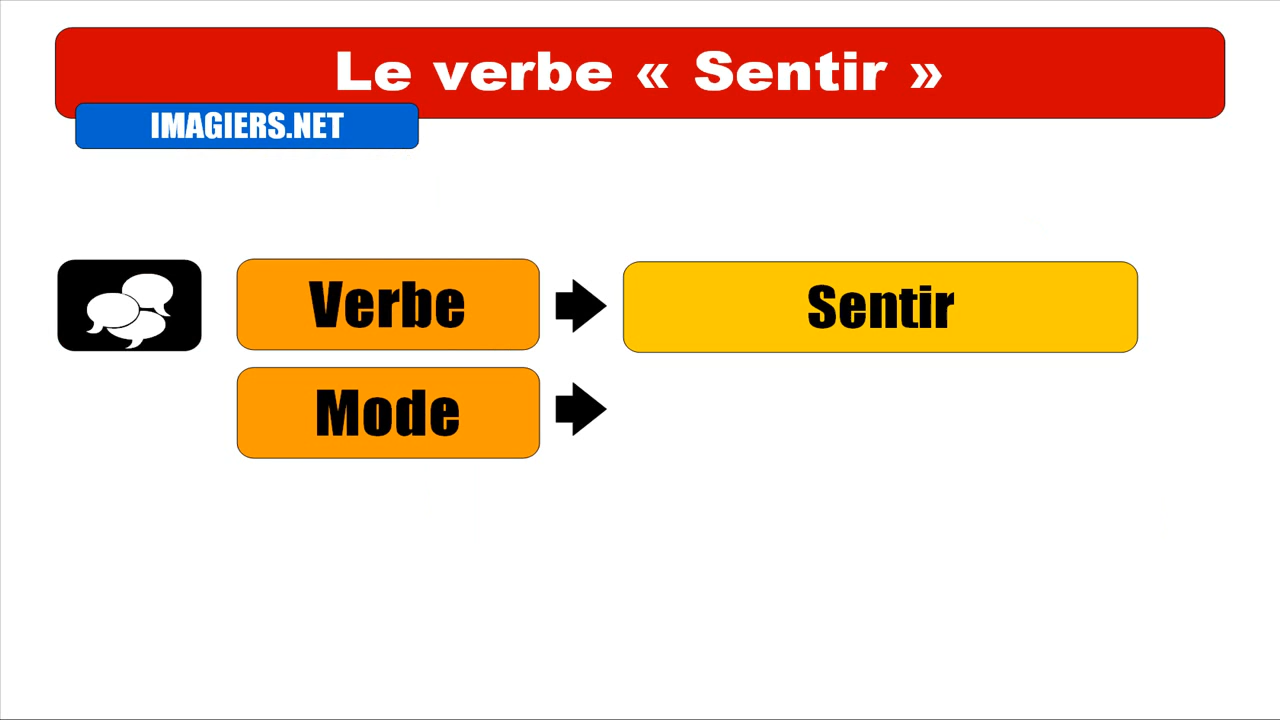 Le verbe « Sentir »
IMAGIERS.NET
Verbe
Sentir
Mode